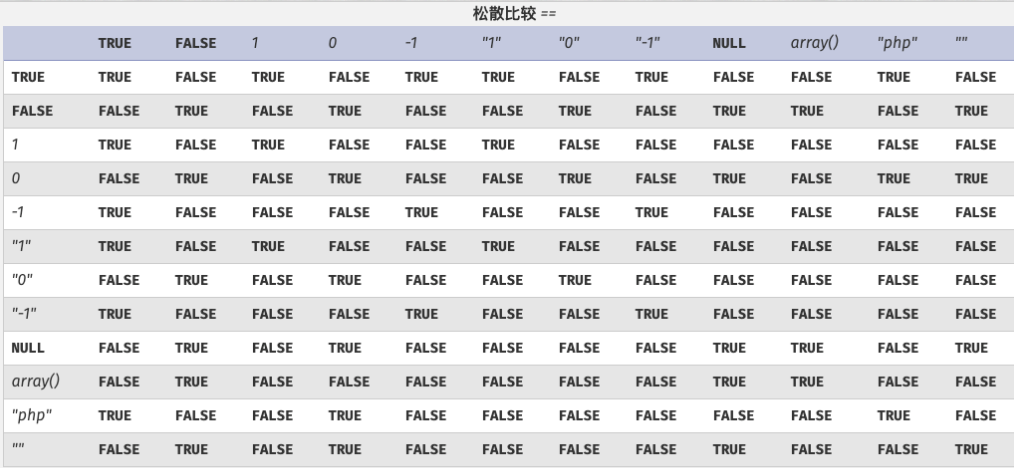 松散比较 ==
TRUE FALSE 1 0 -1 "1" "0" "-1" NULL array() "php" ""
TRUE TRUE FALSE TRUE FALSE TRUE TRUE FALSE TRUE FALSE FALSE TRUE FALSE
FALSE FALSE TRUE FALSE TRUE FALSE FALSE TRUE FALSE TRUE TRUE FALSE TRUE
1 TRUE FALSE TRUE FALSE FALSE TRUE FALSE FALSE FALSE FALSE FALSE FALSE
0 FALSE TRUE FALSE TRUE FALSE FALSE TRUE FALSE TRUE FALSE TRUE TRUE
-1 TRUE FALSE FALSE FALSE TRUE FALSE FALSE TRUE FALSE FALSE FALSE FALSE
"1" TRUE FALSE TRUE FALSE FALSE TRUE FALSE FALSE FALSE FALSE FALSE FALSE
"0" FALSE TRUE FALSE TRUE FALSE FALSE TRUE FALSE FALSE FALSE FALSE FALSE
"-1" TRUE FALSE FALSE FALSE TRUE FALSE FALSE TRUE FALSE FALSE FALSE FALSE
NULL FALSE TRUE FALSE TRUE FALSE FALSE FALSE FALSE TRUE TRUE FALSE TRUE
array() FALSE TRUE FALSE FALSE FALSE FALSE FALSE FALSE TRUE TRUE FALSE FALSE
"php" TRUE FALSE FALSE TRUE FALSE FALSE FALSE FALSE FALSE FALSE TRUE FALSE
"" FALSE TRUE FALSE TRUE FALSE FALSE FALSE FALSE TRUE FALSE FALSE TRUE